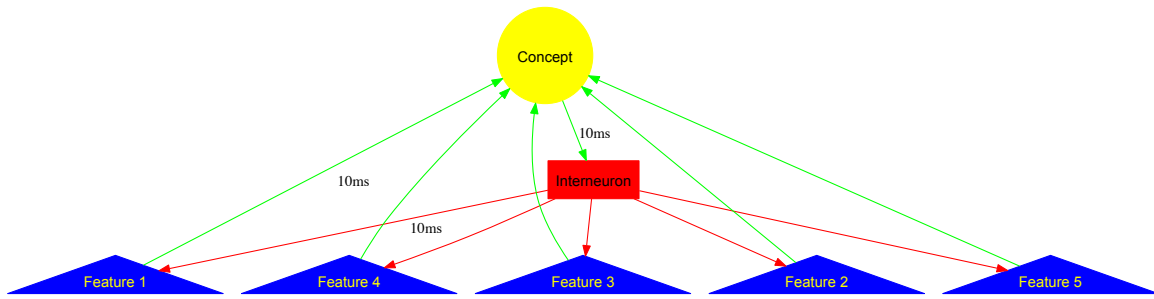 Concept
10ms
10ms
Interneuron
10ms
Feature 1
Feature 4
Feature 3
Feature 2
Feature 5